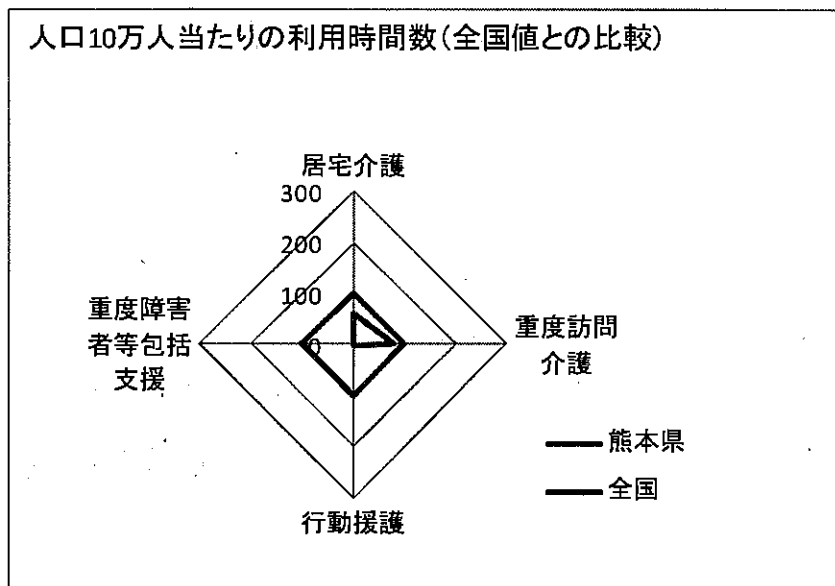 人口10万人当たりの利用時間数(全国値との比較)
居宅介護
300
200
100
0
重度障害
者等包括
支援
重度訪問
介護
行動援護
熊本県
全国